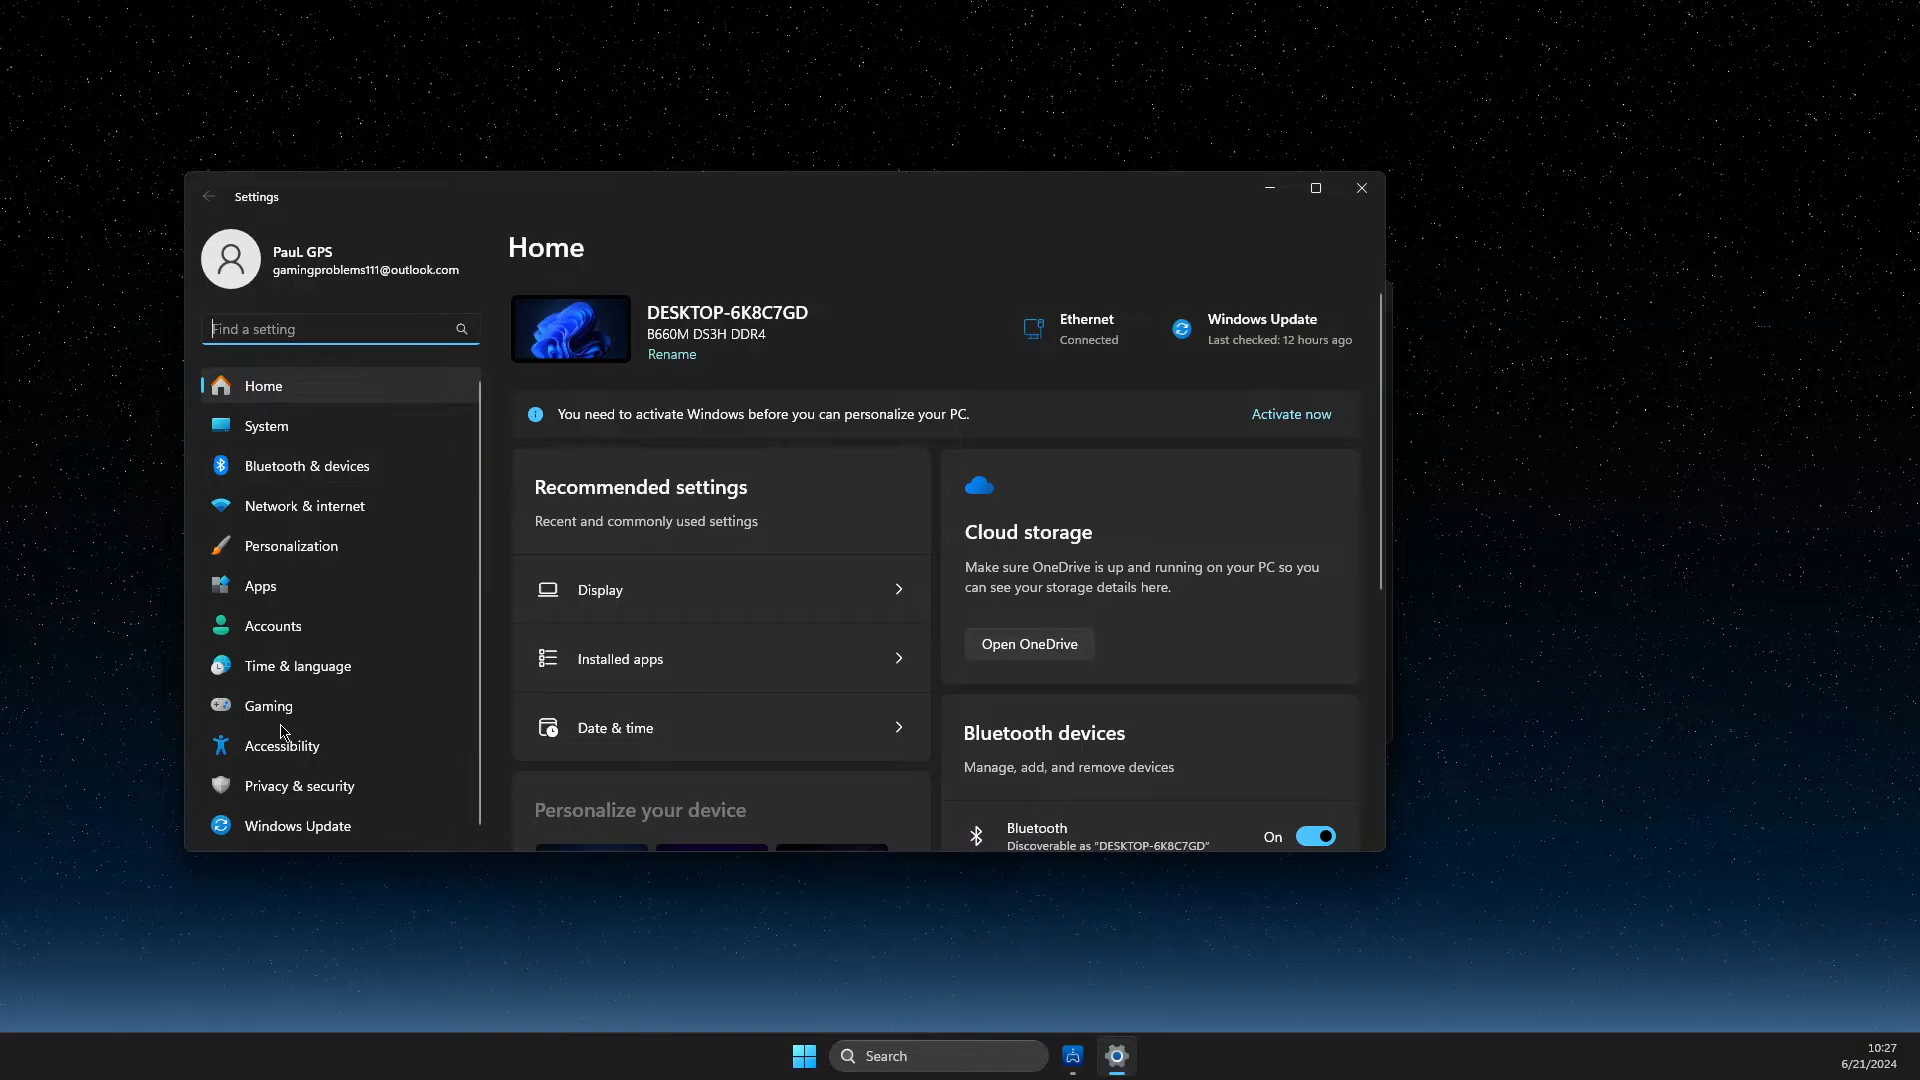 Settings
PauL GPS
gamingproblems111@outlook.com
Find a setting
Home
System
Bluetooth & devices
Network & internet
Personalization
Apps
Accounts
Time & language
Gaming
Accessibility
Privacy & security
Windows Update
Home
DESKTOP-6K8C7GD
B660M DS3H DDR4
Rename
Ethernet
Connected
Windows Update
Last checked: 12 hours ago
You need to activate Windows before you can personalize your PC.
Activate now
Recommended settings
Recent and commonly used settings
Display
Installed apps
Date & time
Personalize your device
Cloud storage
Make sure OneDrive is up and running on your PC so you
can see your storage details here.
Open OneDrive
Bluetooth devices
Manage, add, and remove devices
Bluetooth
Discoverable as "DESKTOP-6K8C7GD"
On
Search
10:27
6/21/2024